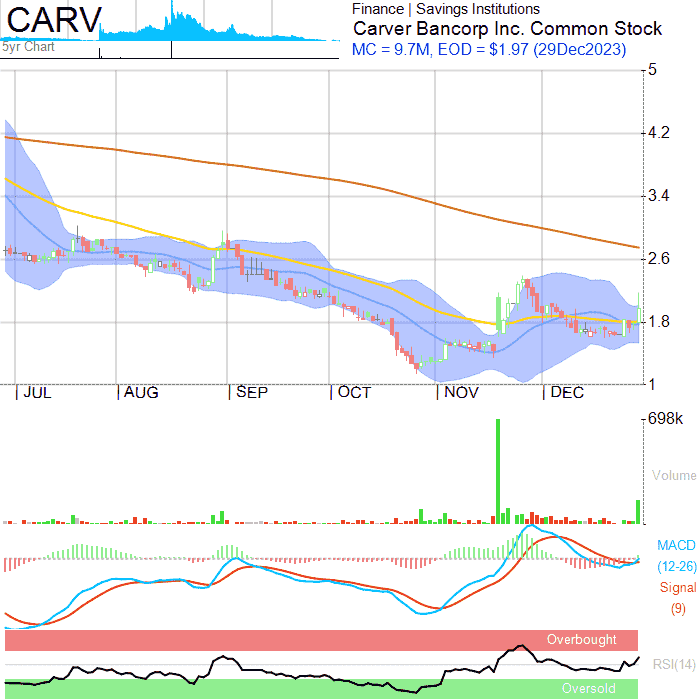 CARV
5yr Chart
Finance | Savings Institutions
Carver Bancorp Inc. Common Stock
MC = 9.7M, EOD = $1.97 (29Dec2023)
5
4.2
3.4
2.6
1.8
1
JUL AUG SEP OCT NOV DEC
698k
Volume
MACD
(12-26)
Signal
(9)
Overbought
RSI(14)
Oversold